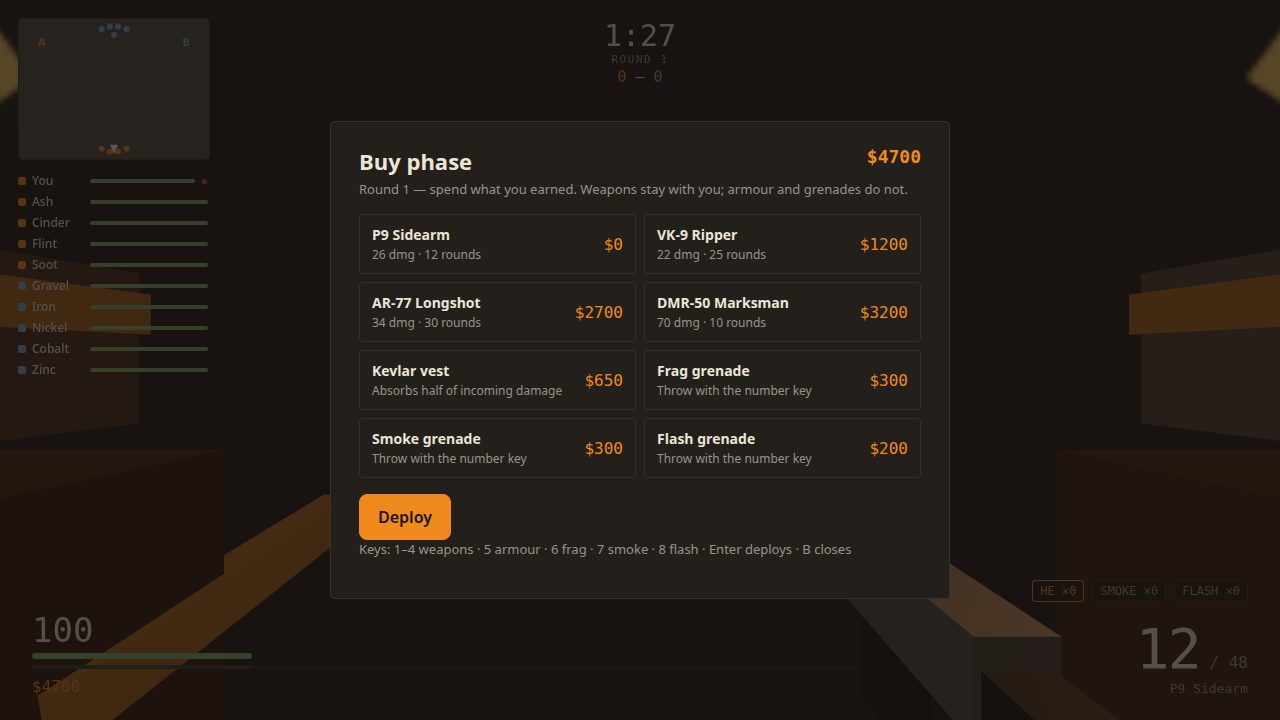 A
B
1:27
ROUND 1
0 — 0
You
Ash
Cinder
Flint
Soot
Gravel
Iron
Nickel
Cobalt
Zinc
Buy phase
$4700
Round 1 — spend what you earned. Weapons stay with you; armour and grenades do not.
P9 Sidearm
26 dmg · 12 rounds
$0
VK-9 Ripper
22 dmg · 25 rounds
$1200
AR-77 Longshot
34 dmg · 30 rounds
$2700
DMR-50 Marksman
70 dmg · 10 rounds
$3200
Kevlar vest
Absorbs half of incoming damage
$650
Frag grenade
Throw with the number key
$300
Smoke grenade
Throw with the number key
$300
Flash grenade
Throw with the number key
$200
Deploy
Keys: 1–4 weapons · 5 armour · 6 frag · 7 smoke · 8 flash · Enter deploys · B closes
100
$4700
HE ×0
SMOKE ×0
FLASH ×0
12 / 48
P9 Sidearm